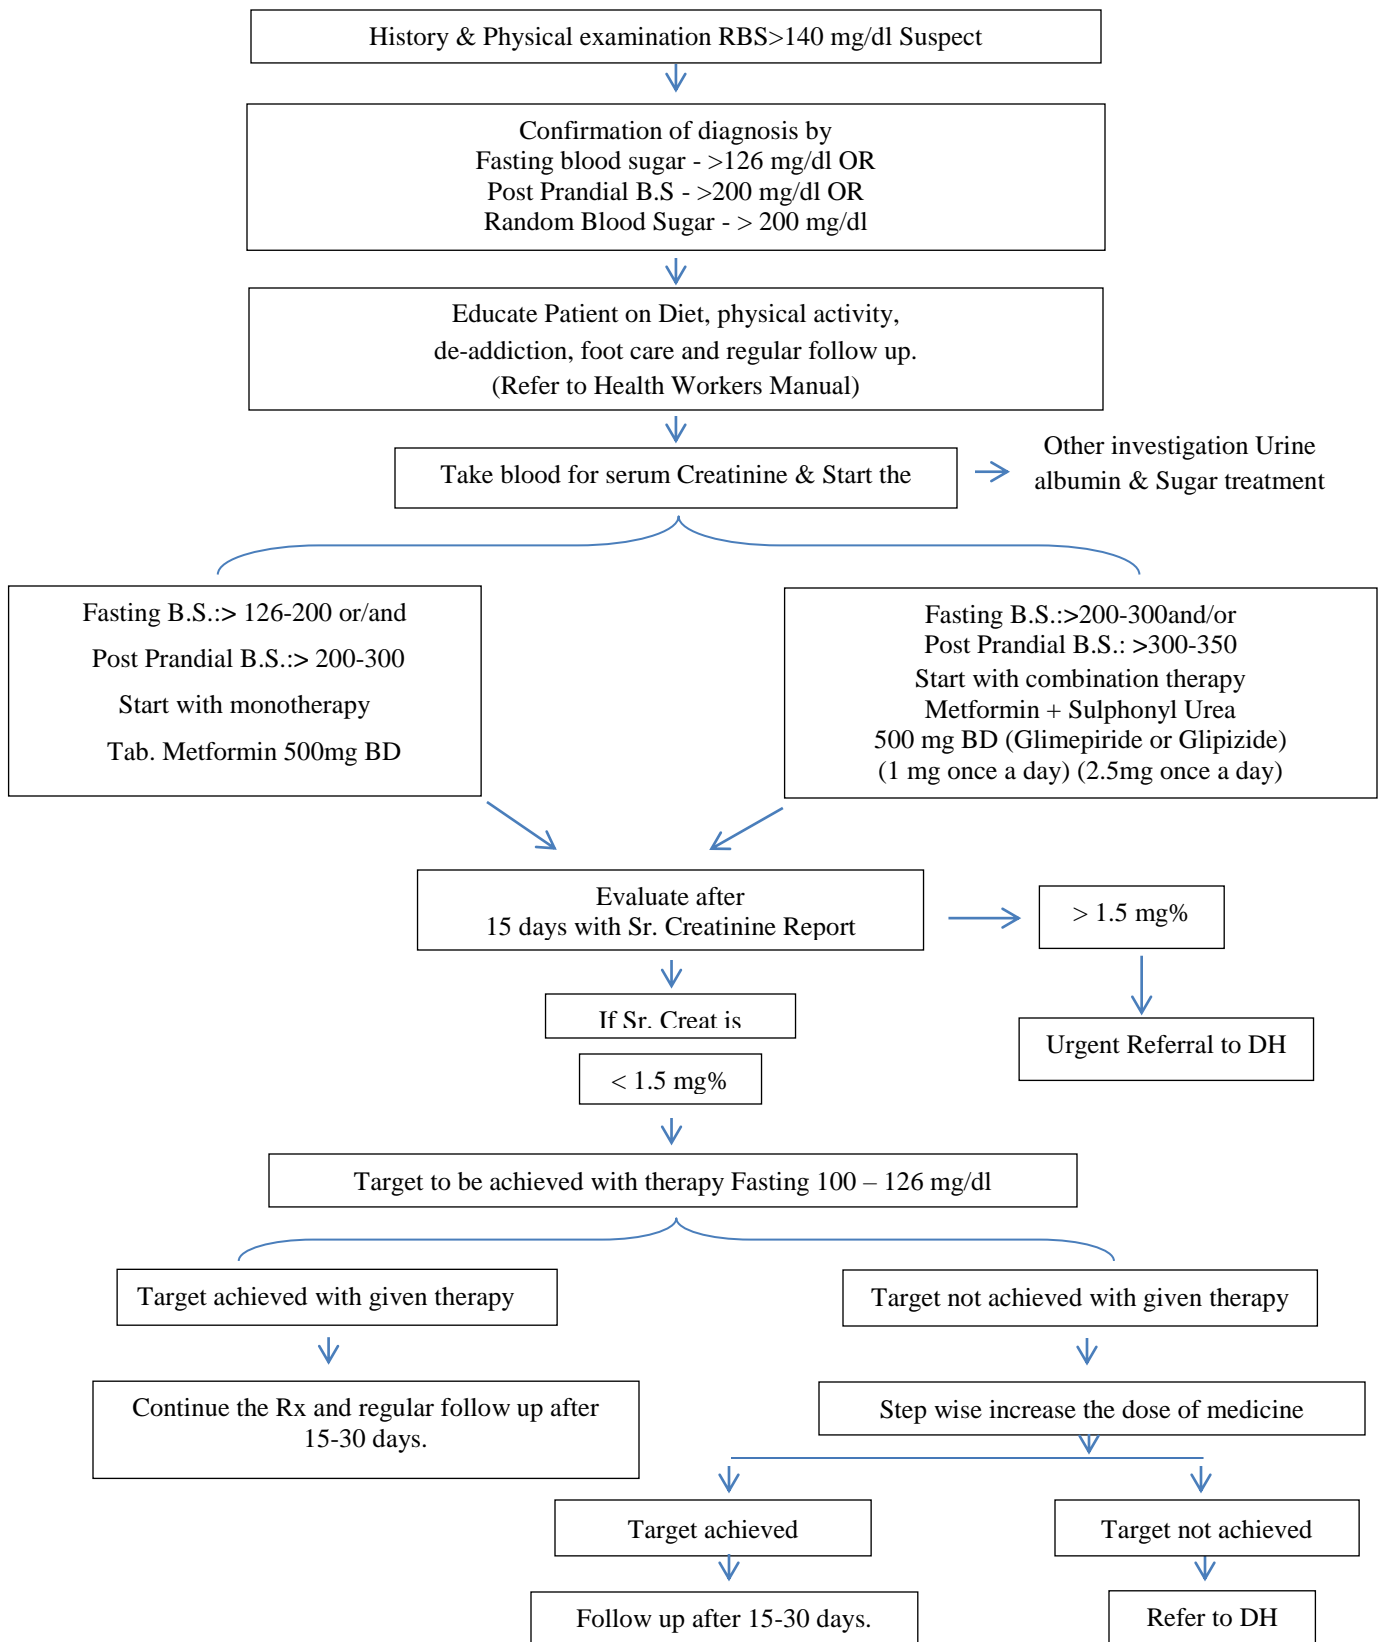 History & Physical examination RBS>140 mg/dl Suspect
Confirmation of diagnosis by
Fasting blood sugar - >126 mg/dl OR
Post Prandial B.S - >200 mg/dl OR
Random Blood Sugar - > 200 mg/dl
Educate Patient on Diet, physical activity,
de-addiction, foot care and regular follow up.
(Refer to Health Workers Manual)
Take blood for serum Creatinine & Start the
Other investigation Urine
albumin & Sugar treatment
Fasting B.S.:> 126-200 or/and
Post Prandial B.S.:> 200-300
Start with monotherapy
Tab. Metformin 500mg BD
Fasting B.S.:>200-300and/or
Post Prandial B.S.: >300-350
Start with combination therapy
Metformin + Sulphonyl Urea
500 mg BD (Glimepiride or Glipizide)
(1 mg once a day) (2.5mg once a day)
Evaluate after
15 days with Sr. Creatinine Report
> 1.5 mg%
Urgent Referral to DH
If Sr. Creat is
< 1.5 mg%
Target to be achieved with therapy Fasting 100 – 126 mg/dl
Target achieved with given therapy
Continue the Rx and regular follow up after
15-30 days.
Target not achieved with given therapy
Step wise increase the dose of medicine
Target achieved
Target not achieved
Follow up after 15-30 days.
Refer to DH